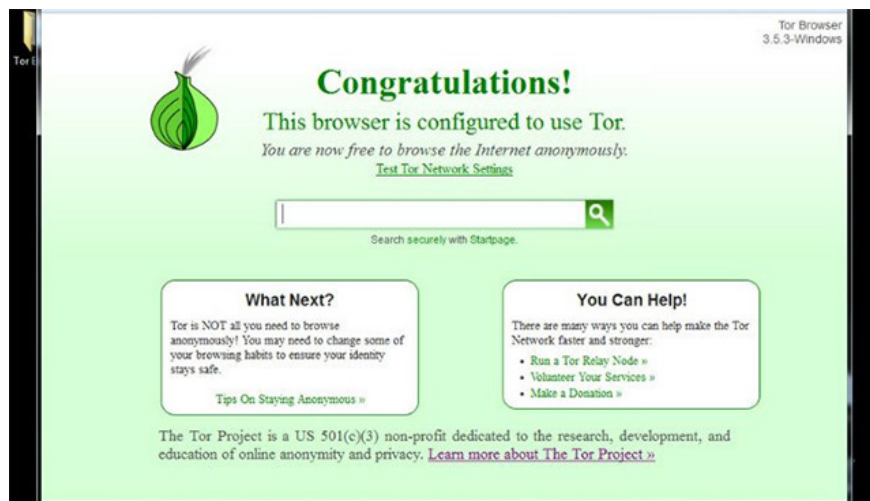 Tor Browser
3.5.3-Windows
Congratulations!
This browser is configured to use Tor.
You are now free to browse the Internet anonymously.
Test Tor Network Settings
Search securely with Startpage.
What Next?
Tor is NOT all you need to browse
anonymously! You may need to change some of
your browsing habits to ensure your identity
stays safe.
Tips On Staying Anonymous »
You Can Help!
There are many ways you can help make the Tor
Network faster and stronger:
Run a Tor Relay Node »
Volunteer Your Services »
Make a Donation »
The Tor Project is a US 501(c)(3) non-profit dedicated to the research, development, and
education of online anonymity and privacy. Learn more about The Tor Project »